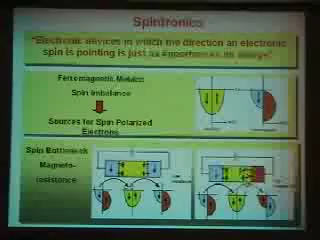 Spintronics
"Electronic devices in which the direction an electronic
spin is pointing is just as important as its charge"
Ferromagnetic Metals:
Spin Imbalance
Sources for Spin Polarized
Electrons
Spin Bottleneck
Magneto-
resistance